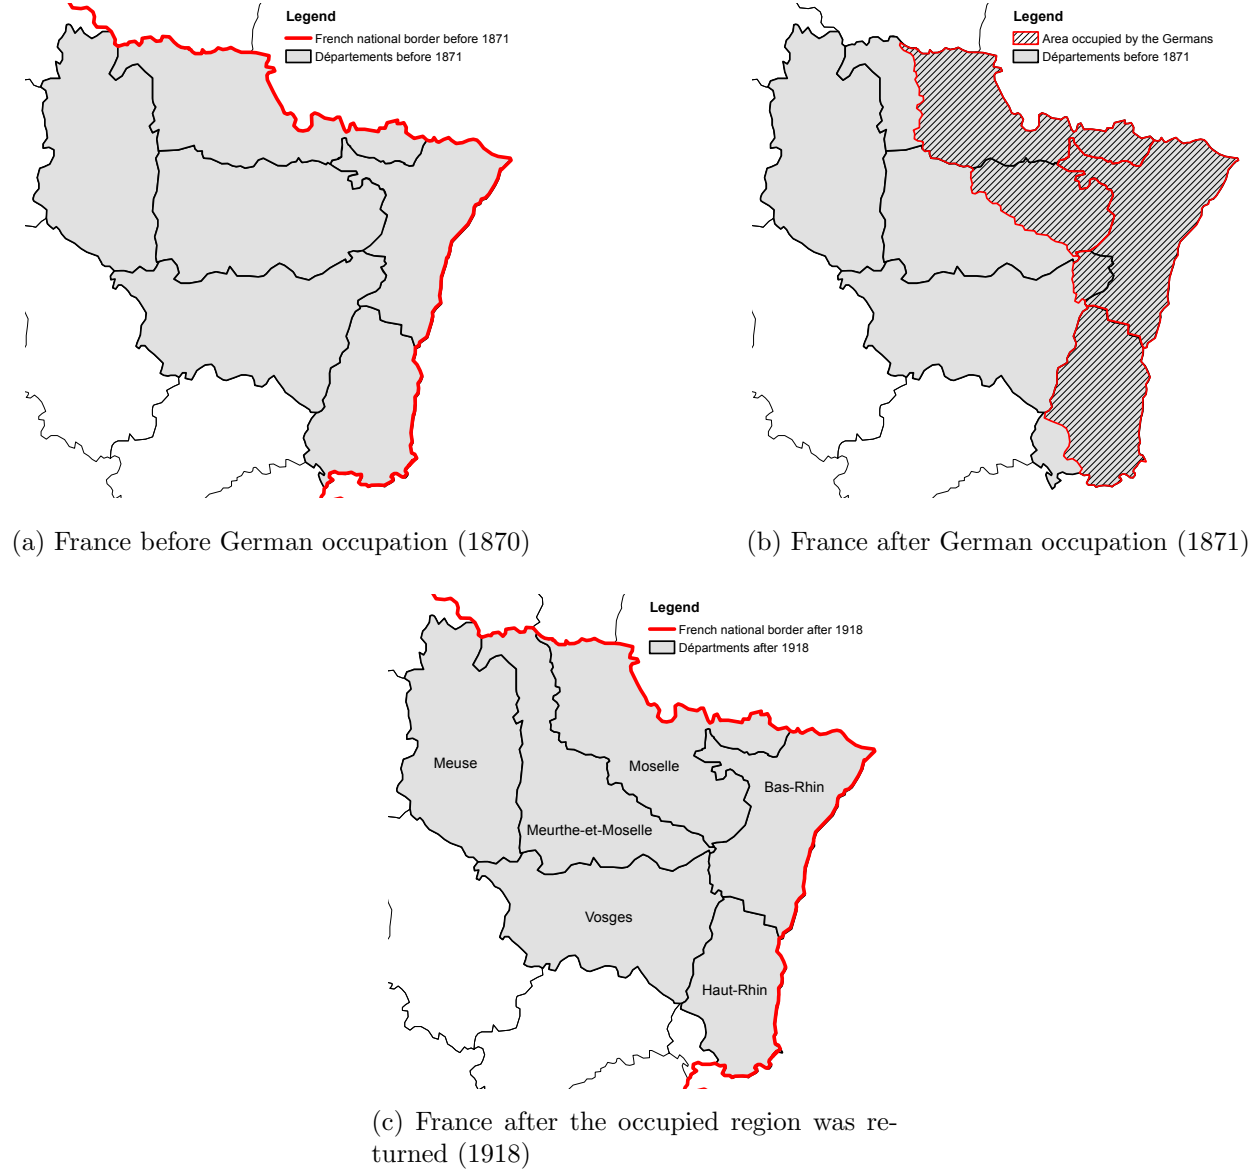 Legend
French national border before 1871
Départements before 1871
Legend
Area occupied by the Germans
Départements before 1871
(a) France before German occupation (1870)
(b) France after German occupation (1871)
Legend
French national border after 1918
Départments after 1918
Meuse
Moselle
Bas-Rhin
Meurthe-et-Moselle
Vosges
Haut-Rhin
(c) France after the occupied region was re-
turned (1918)